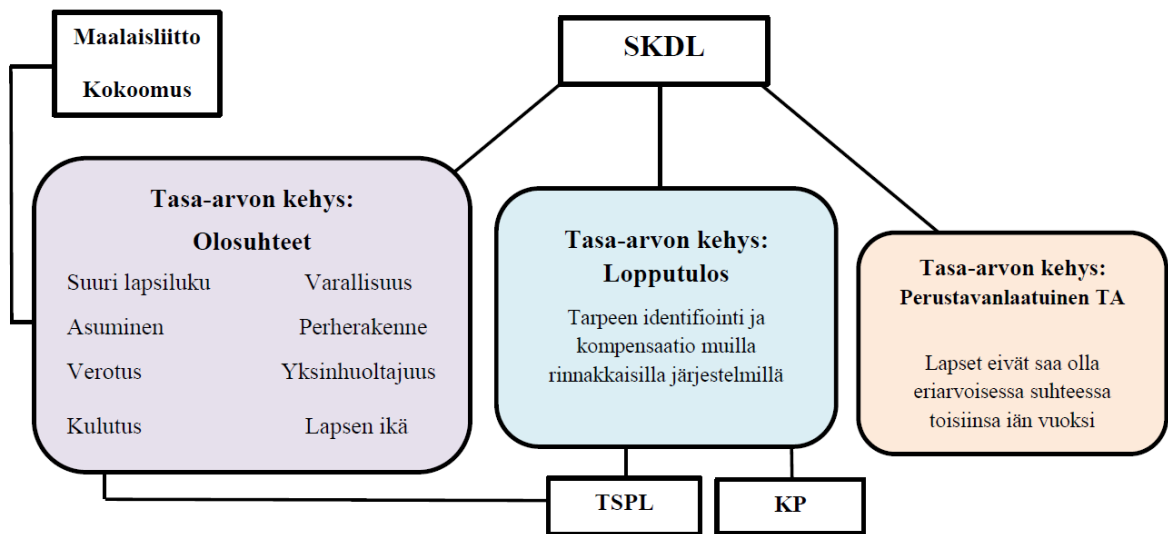 Maalaisliitto
Kokoomus
SKDL
Tasa-arvon kehys:
Olosuhteet
Suuri lapsiluku Varallisuus
Asuminen Perherakenne
Verotus Yksinhuoltajuus
Kulutus Lapsen ikä
Tasa-arvon kehys:
Lopputulos
Tarpeen identifiointi ja
kompensaatio muilla
rinnakkaisilla järjestelmillä
Tasa-arvon kehys:
Perustavanlaatuinen TA
Lapset eivät saa olla
eriarvoisessa suhteessa
toisiinsa iän vuoksi
TSPL
KP